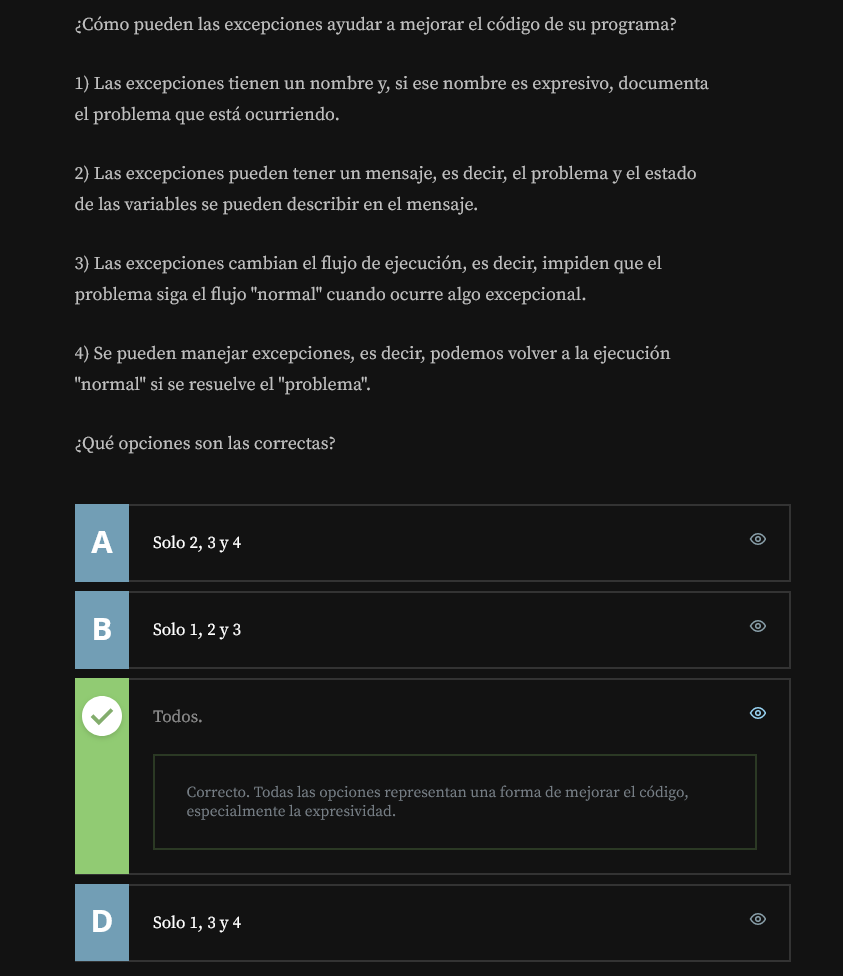 ¿Cómo pueden las excepciones ayudar a mejorar el código de su programa?
1) Las excepciones tienen un nombre y, si ese nombre es expresivo, documenta
el problema que está ocurriendo.
2) Las excepciones pueden tener un mensaje, es decir, el problema y el estado
de las variables se pueden describir en el mensaje.
3) Las excepciones cambian el flujo de ejecución, es decir, impiden que el
problema siga el flujo "normal" cuando ocurre algo excepcional.
4) Se pueden manejar excepciones, es decir, podemos volver a la ejecución
"normal" si se resuelve el "problema".
¿Qué opciones son las correctas?
A Solo 2, 3 y 4
B Solo 1, 2 y 3
Todos.
Correcto. Todas las opciones representan una forma de mejorar el código,
especialmente la expresividad.
D Solo 1, 3 y 4